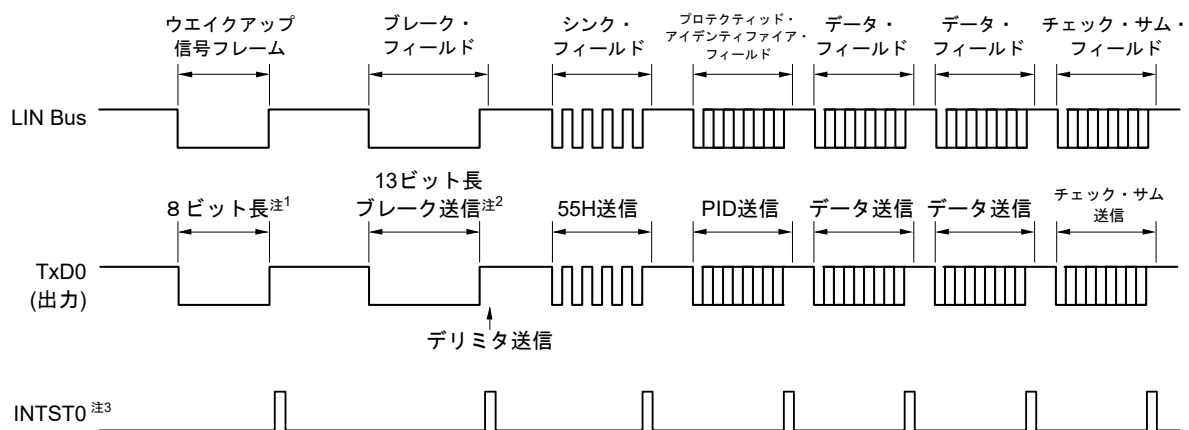 ウエイクアップ
信号フレーム
ブレーク・
フィールド
シンク・
フィールド
プロテクティッド・
アイデンティファイア・
フィールド
データ・
フィールド
データ・
フィールド
チェック・サム・
フィールド
LIN Bus
8ビット長注1
13ビット長
ブレーク送信注2
55H送信
PID送信
データ送信
データ送信
チェック・サム
送信
TxD0
(出力)
デリミタ送信
INTST0 注3